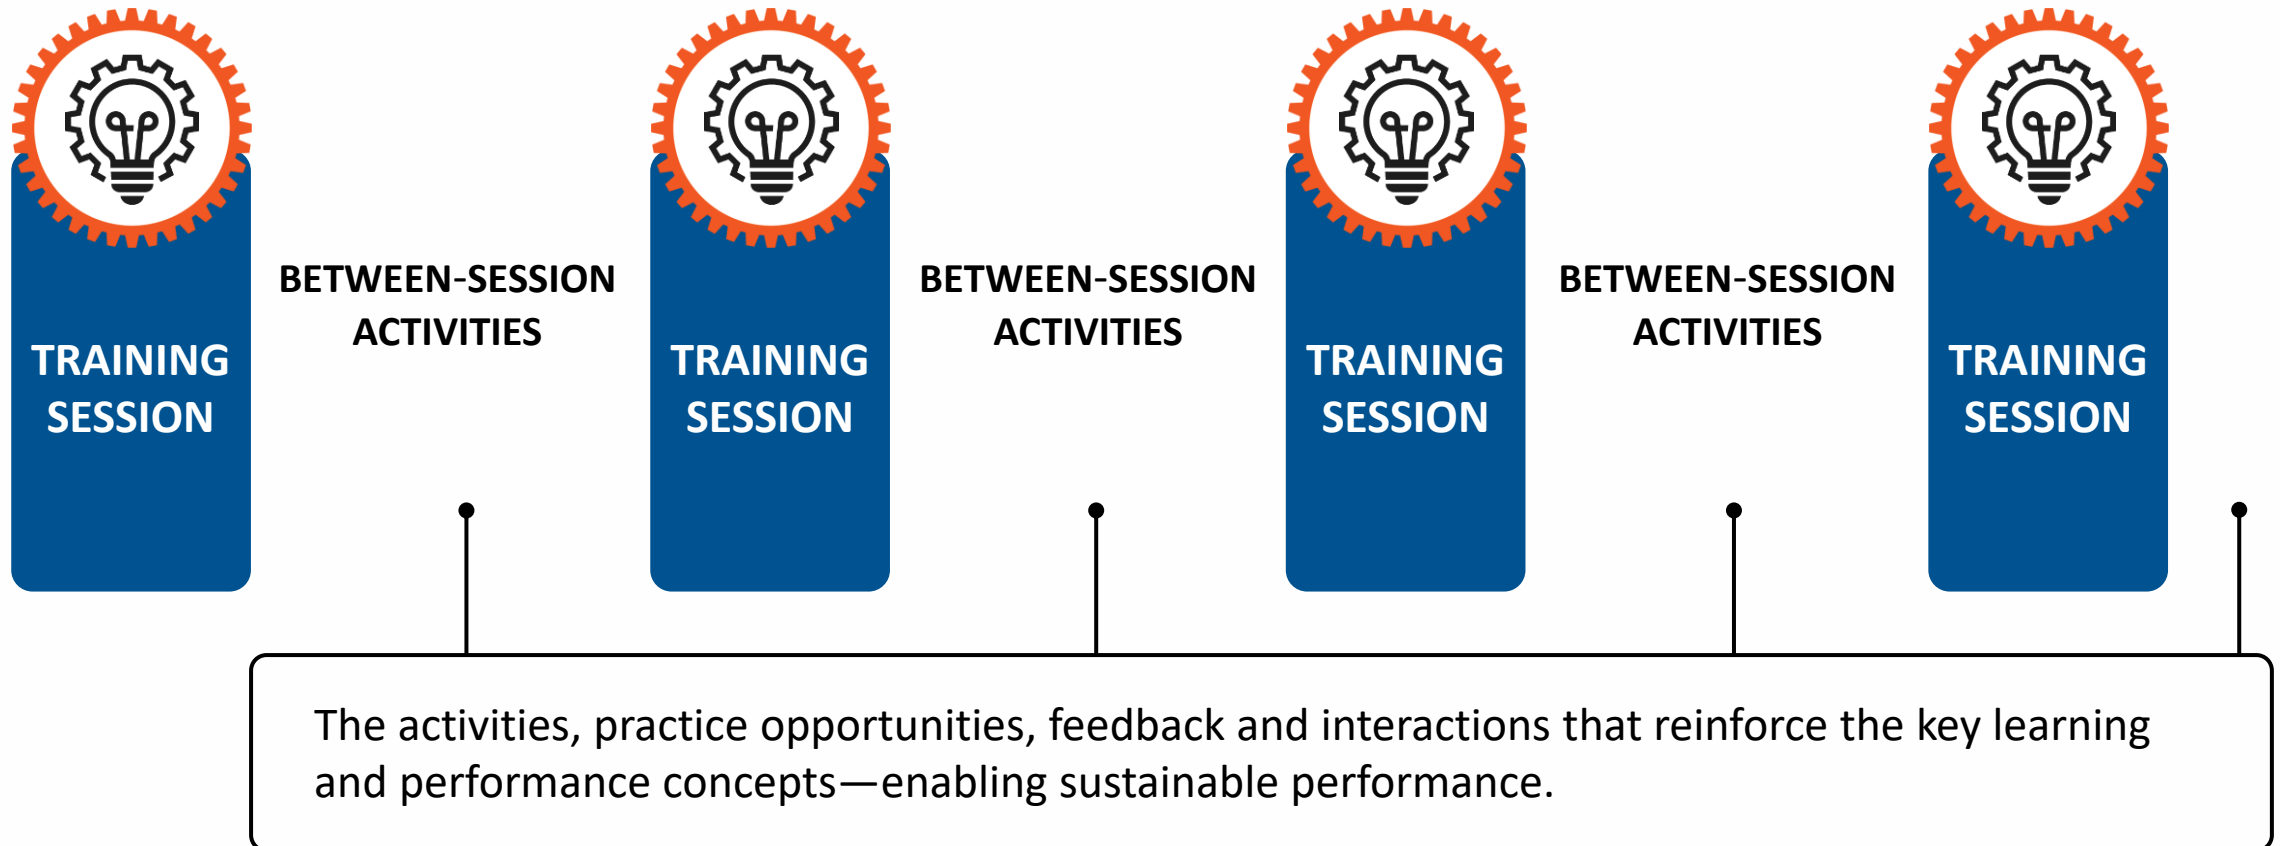 TRAINING
SESSION
BETWEEN-SESSION
ACTIVITIES
TRAINING
SESSION
BETWEEN-SESSION
ACTIVITIES
TRAINING
SESSION
BETWEEN-SESSION
ACTIVITIES
TRAINING
SESSION
The activities, practice opportunities, feedback and interactions that reinforce the key learning
and performance concepts—enabling sustainable performance.